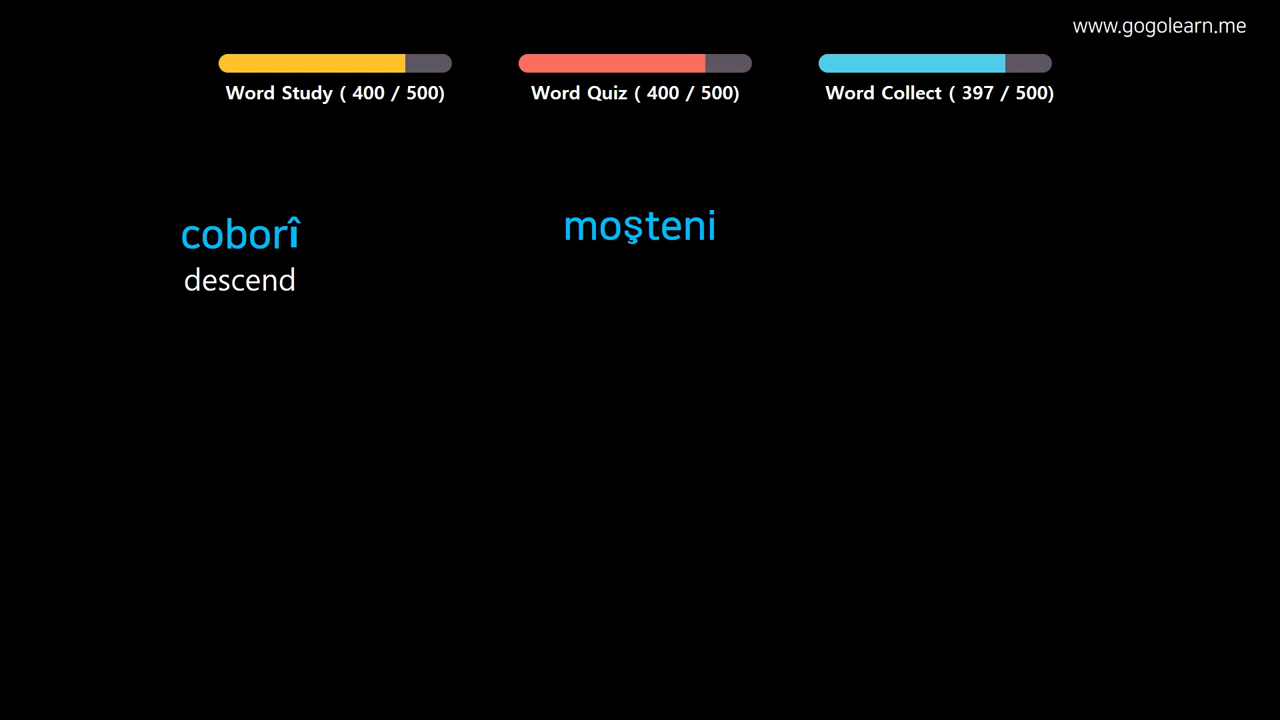 www.gogolearn.me
Word Study ( 400 / 500)
Word Quiz ( 400 / 500)
Word Collect ( 397 / 500)
coborî
descend
moşteni